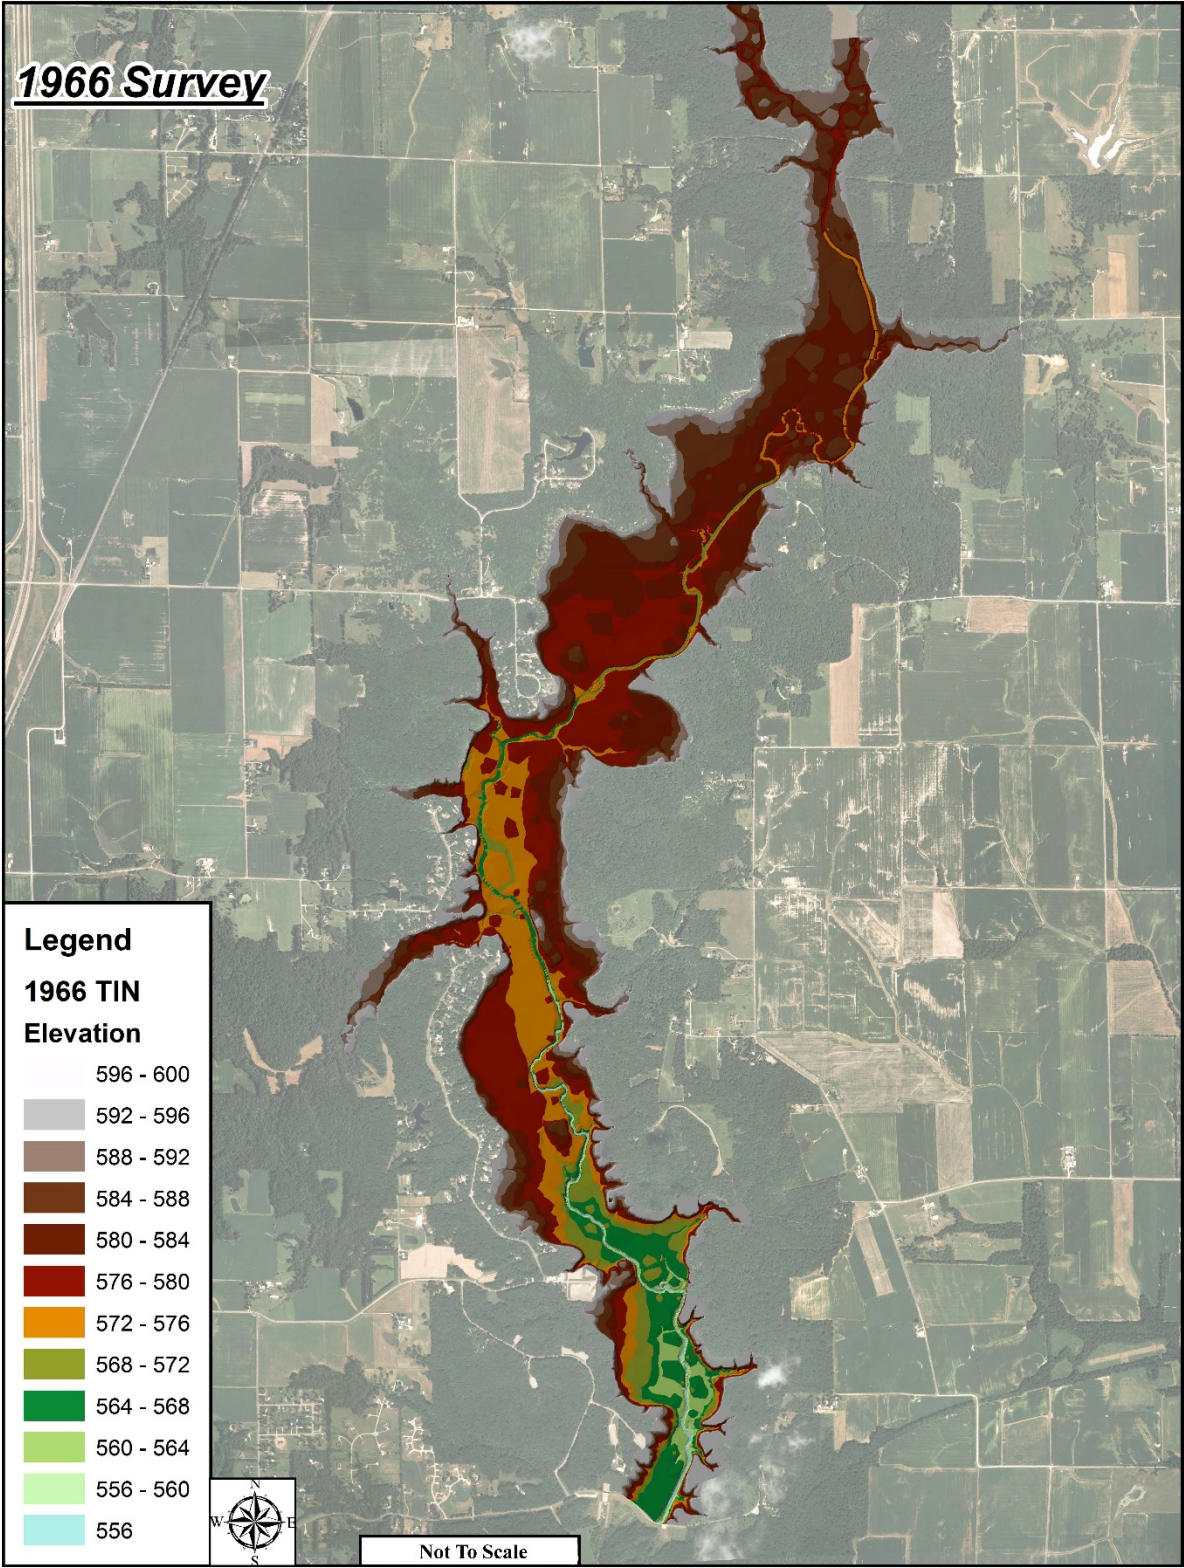 1966 Survey
Legend
1966 TIN
Elevation
596 - 600
592 - 596
588 - 592
584 - 588
580 - 584
576 - 580
572 - 576
568 - 572
564 - 568
560 - 564
556 - 560
556
N
W
E
S
Not To Scale